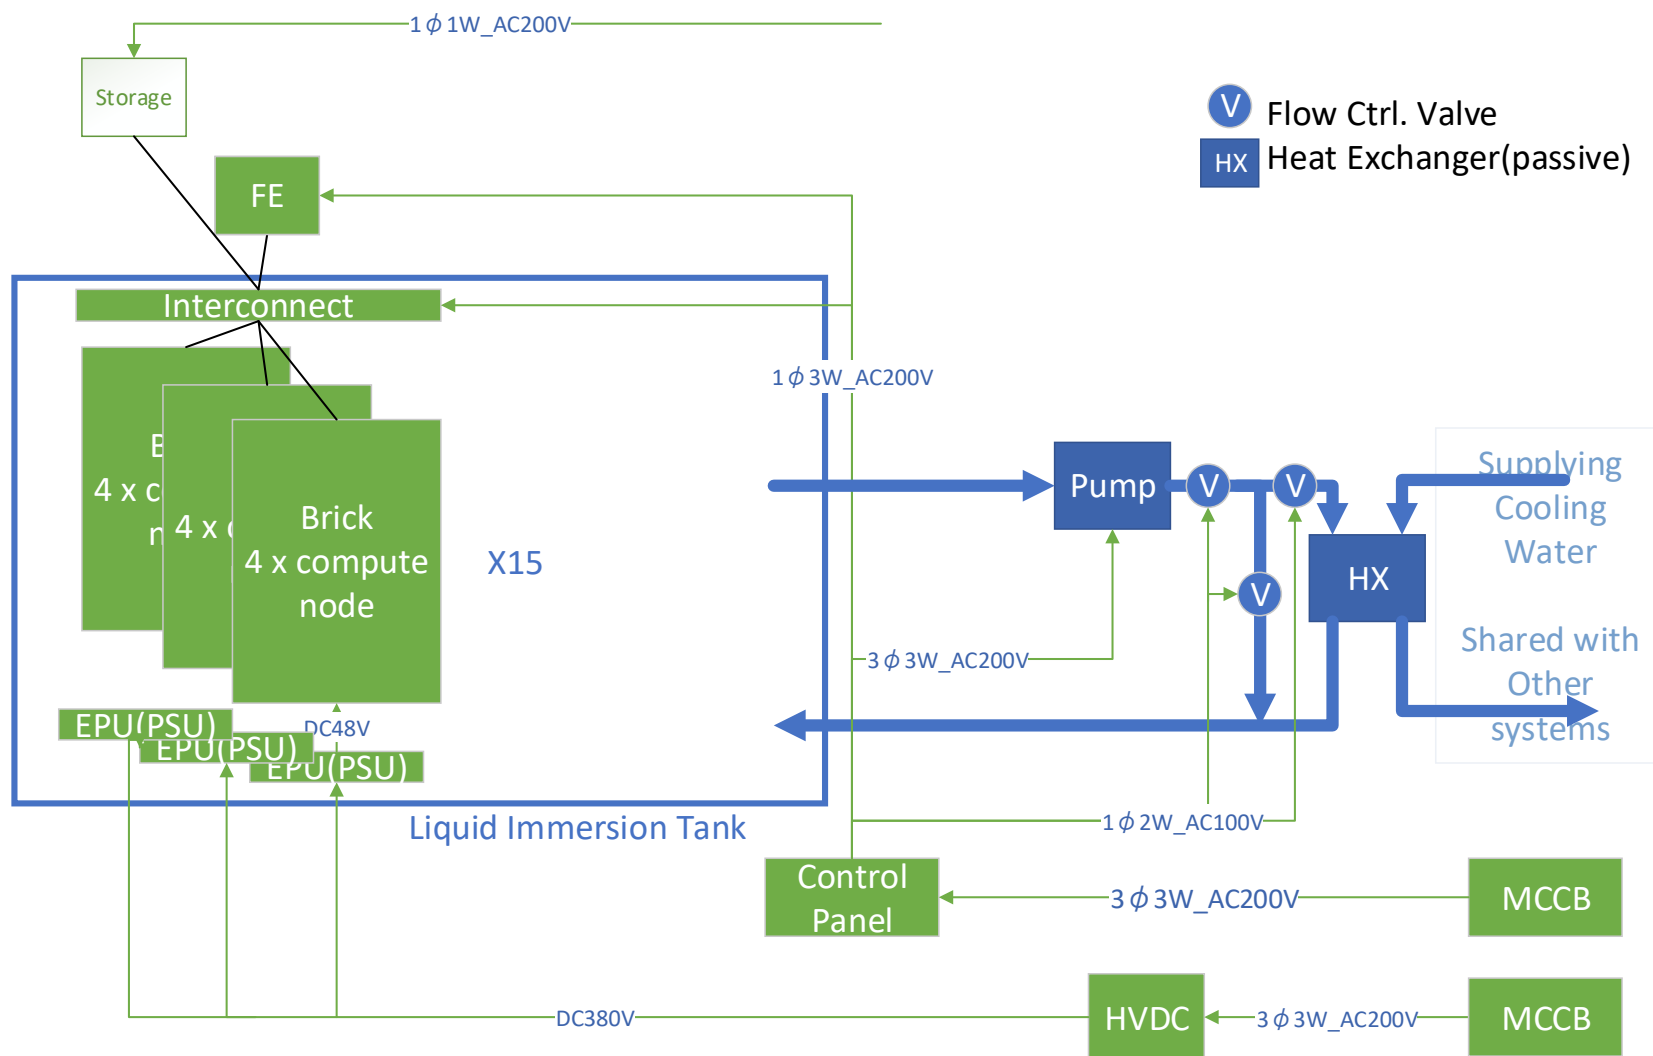 1ϕ1W_AC200V
Storage
V
Flow Ctrl. Valve
HX
Heat Exchanger(passive)
FE
Interconnect
1ϕ3W_AC200V
B
4 x c
n
4 x c
Brick
4 x compute
node
X15
Pump
V
V
V
HX
Supplying
Cooling
Water
Shared with
Other
systems
3ϕ3W_AC200V
EPU(PSU)
EPU(PSU)
EPU(PSU)
DC48V
Liquid Immersion Tank
1ϕ2W_AC100V
Control
Panel
3ϕ3W_AC200V
MCCB
DC380V
HVDC
3ϕ3W_AC200V
MCCB